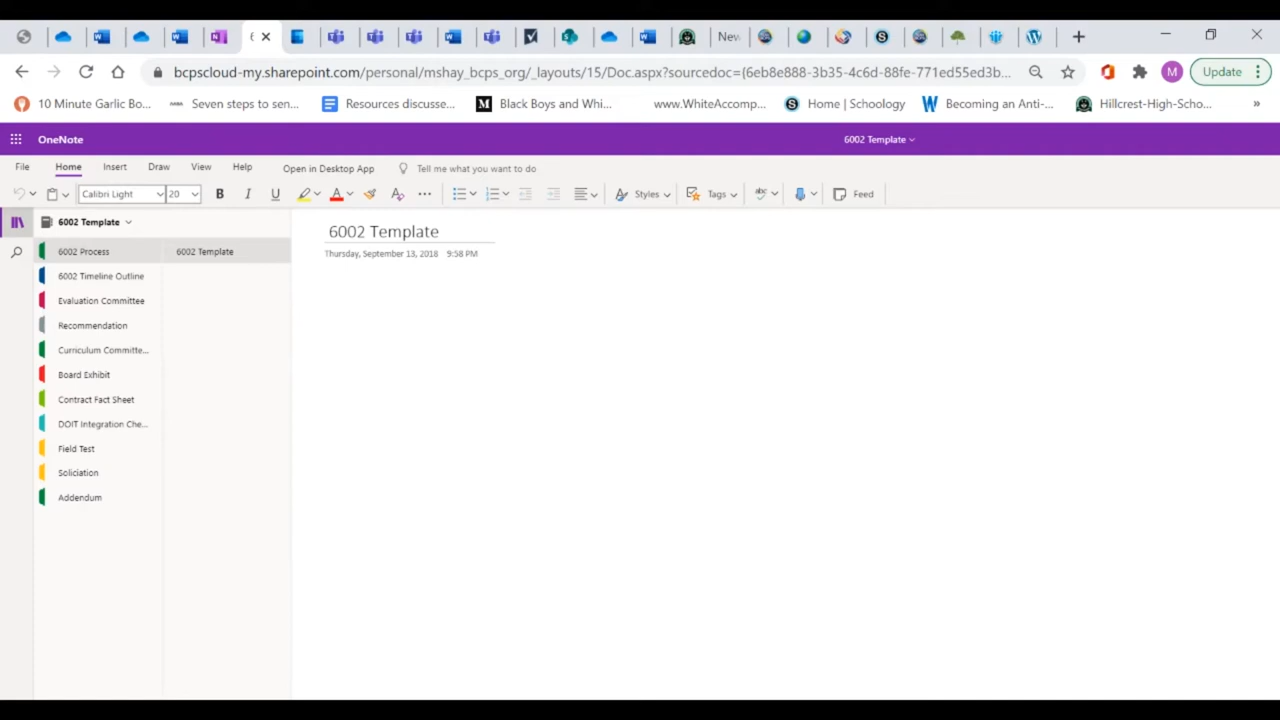 6
New
bcpscloud-my.sharepoint.com/personal/mshay_bcps_org/_layouts/15/Doc.aspx?sourcedoc={6eb8e888-3b35-4c6d-88fe-771ed55ed3b...
M
Update
10 Minute Garlic Bo...
Seven steps to sen...
Resources discusse...
Black Boys and Whi...
www.WhiteAccomp...
Home | Schoology
Becoming an Anti-...
Hillcrest-High-Scho...
»
OneNote
6002 Template
File Home Insert Draw View Help Open in Desktop App Tell me what you want to do
Calibri Light 20 B I U A Styles Tags Feed
6002 Template
6002 Process
6002 Timeline Outline
Evaluation Committee
Recommendation
Curriculum Committe...
Board Exhibit
Contract Fact Sheet
DOIT Integration Che...
Field Test
Soliciation
Addendum
6002 Template
6002 Template
Thursday, September 13, 2018 9:58 PM